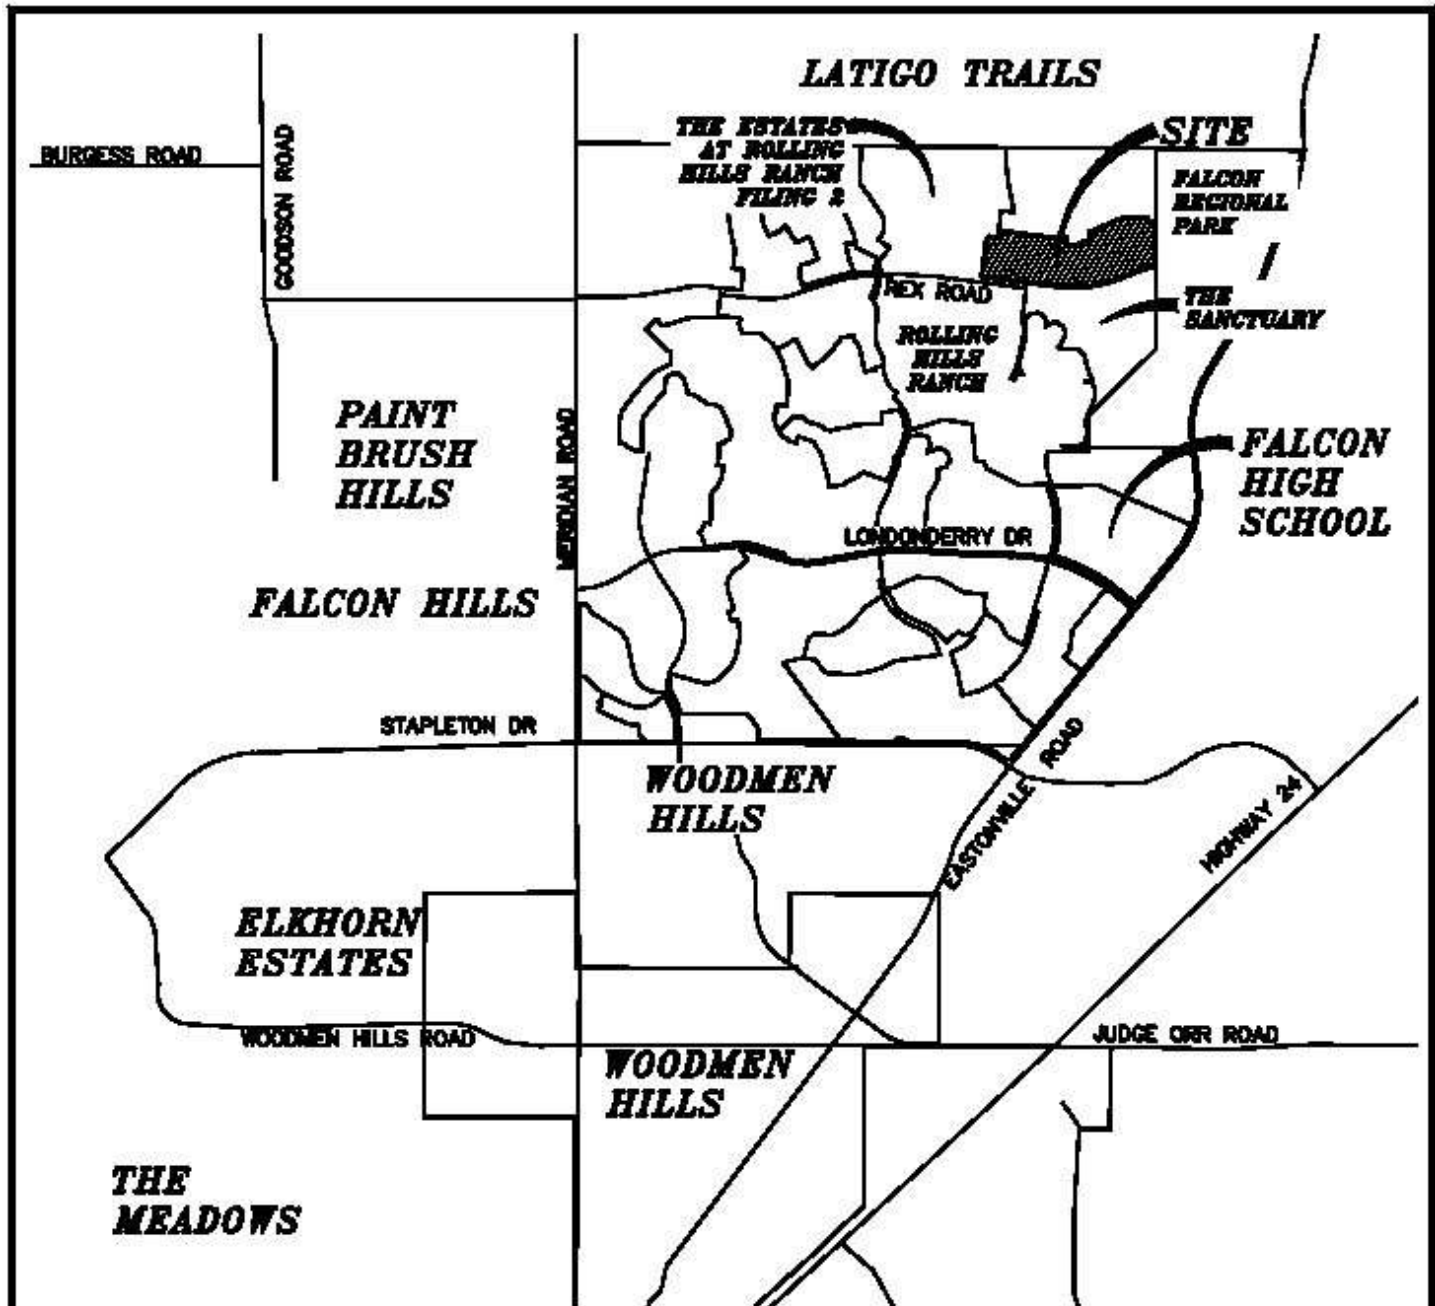 LATIGO TRAILS
THE ESTATES
AT ROLLING
HILLS RANCH
FILING 2
SITE
BURGESS ROAD
GOODSON ROAD
FALCON
REGIONAL
PARK
REX ROAD
THE
SANCTUARY
ROLLING
HILLS
RANCH
PAINT
BRUSH
HILLS
MERIDIAN ROAD
FALCON
HIGH
SCHOOL
LONDONDERRY DR
FALCON HILLS
STAPLETON DR
WOODMEN
HILLS
EASTONVILLE ROAD
HIGHWAY 24
ELKHORN
ESTATES
WOODMEN HILLS ROAD
JUDGE ORR ROAD
WOODMEN
HILLS
THE
MEADOWS